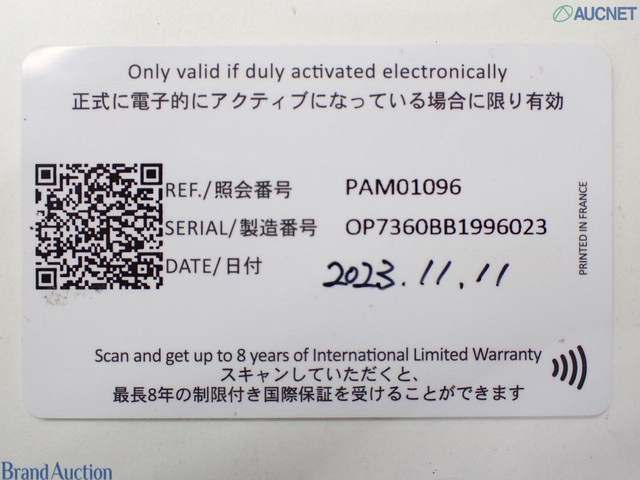 AUCNET
Only valid if duly activated electronically
正式に電子的にアクティブになっている場合に限り有効
REF./照会番号 PAM01096
SERIAL/製造番号 OP7360BB1996023
DATE/日付 2023.11.11
PRINTED IN FRANCE
Scan and get up to 8 years of International Limited Warranty
スキャンしていただくと、
最長8年の制限付き国際保証を受けることができます
Brand Auction